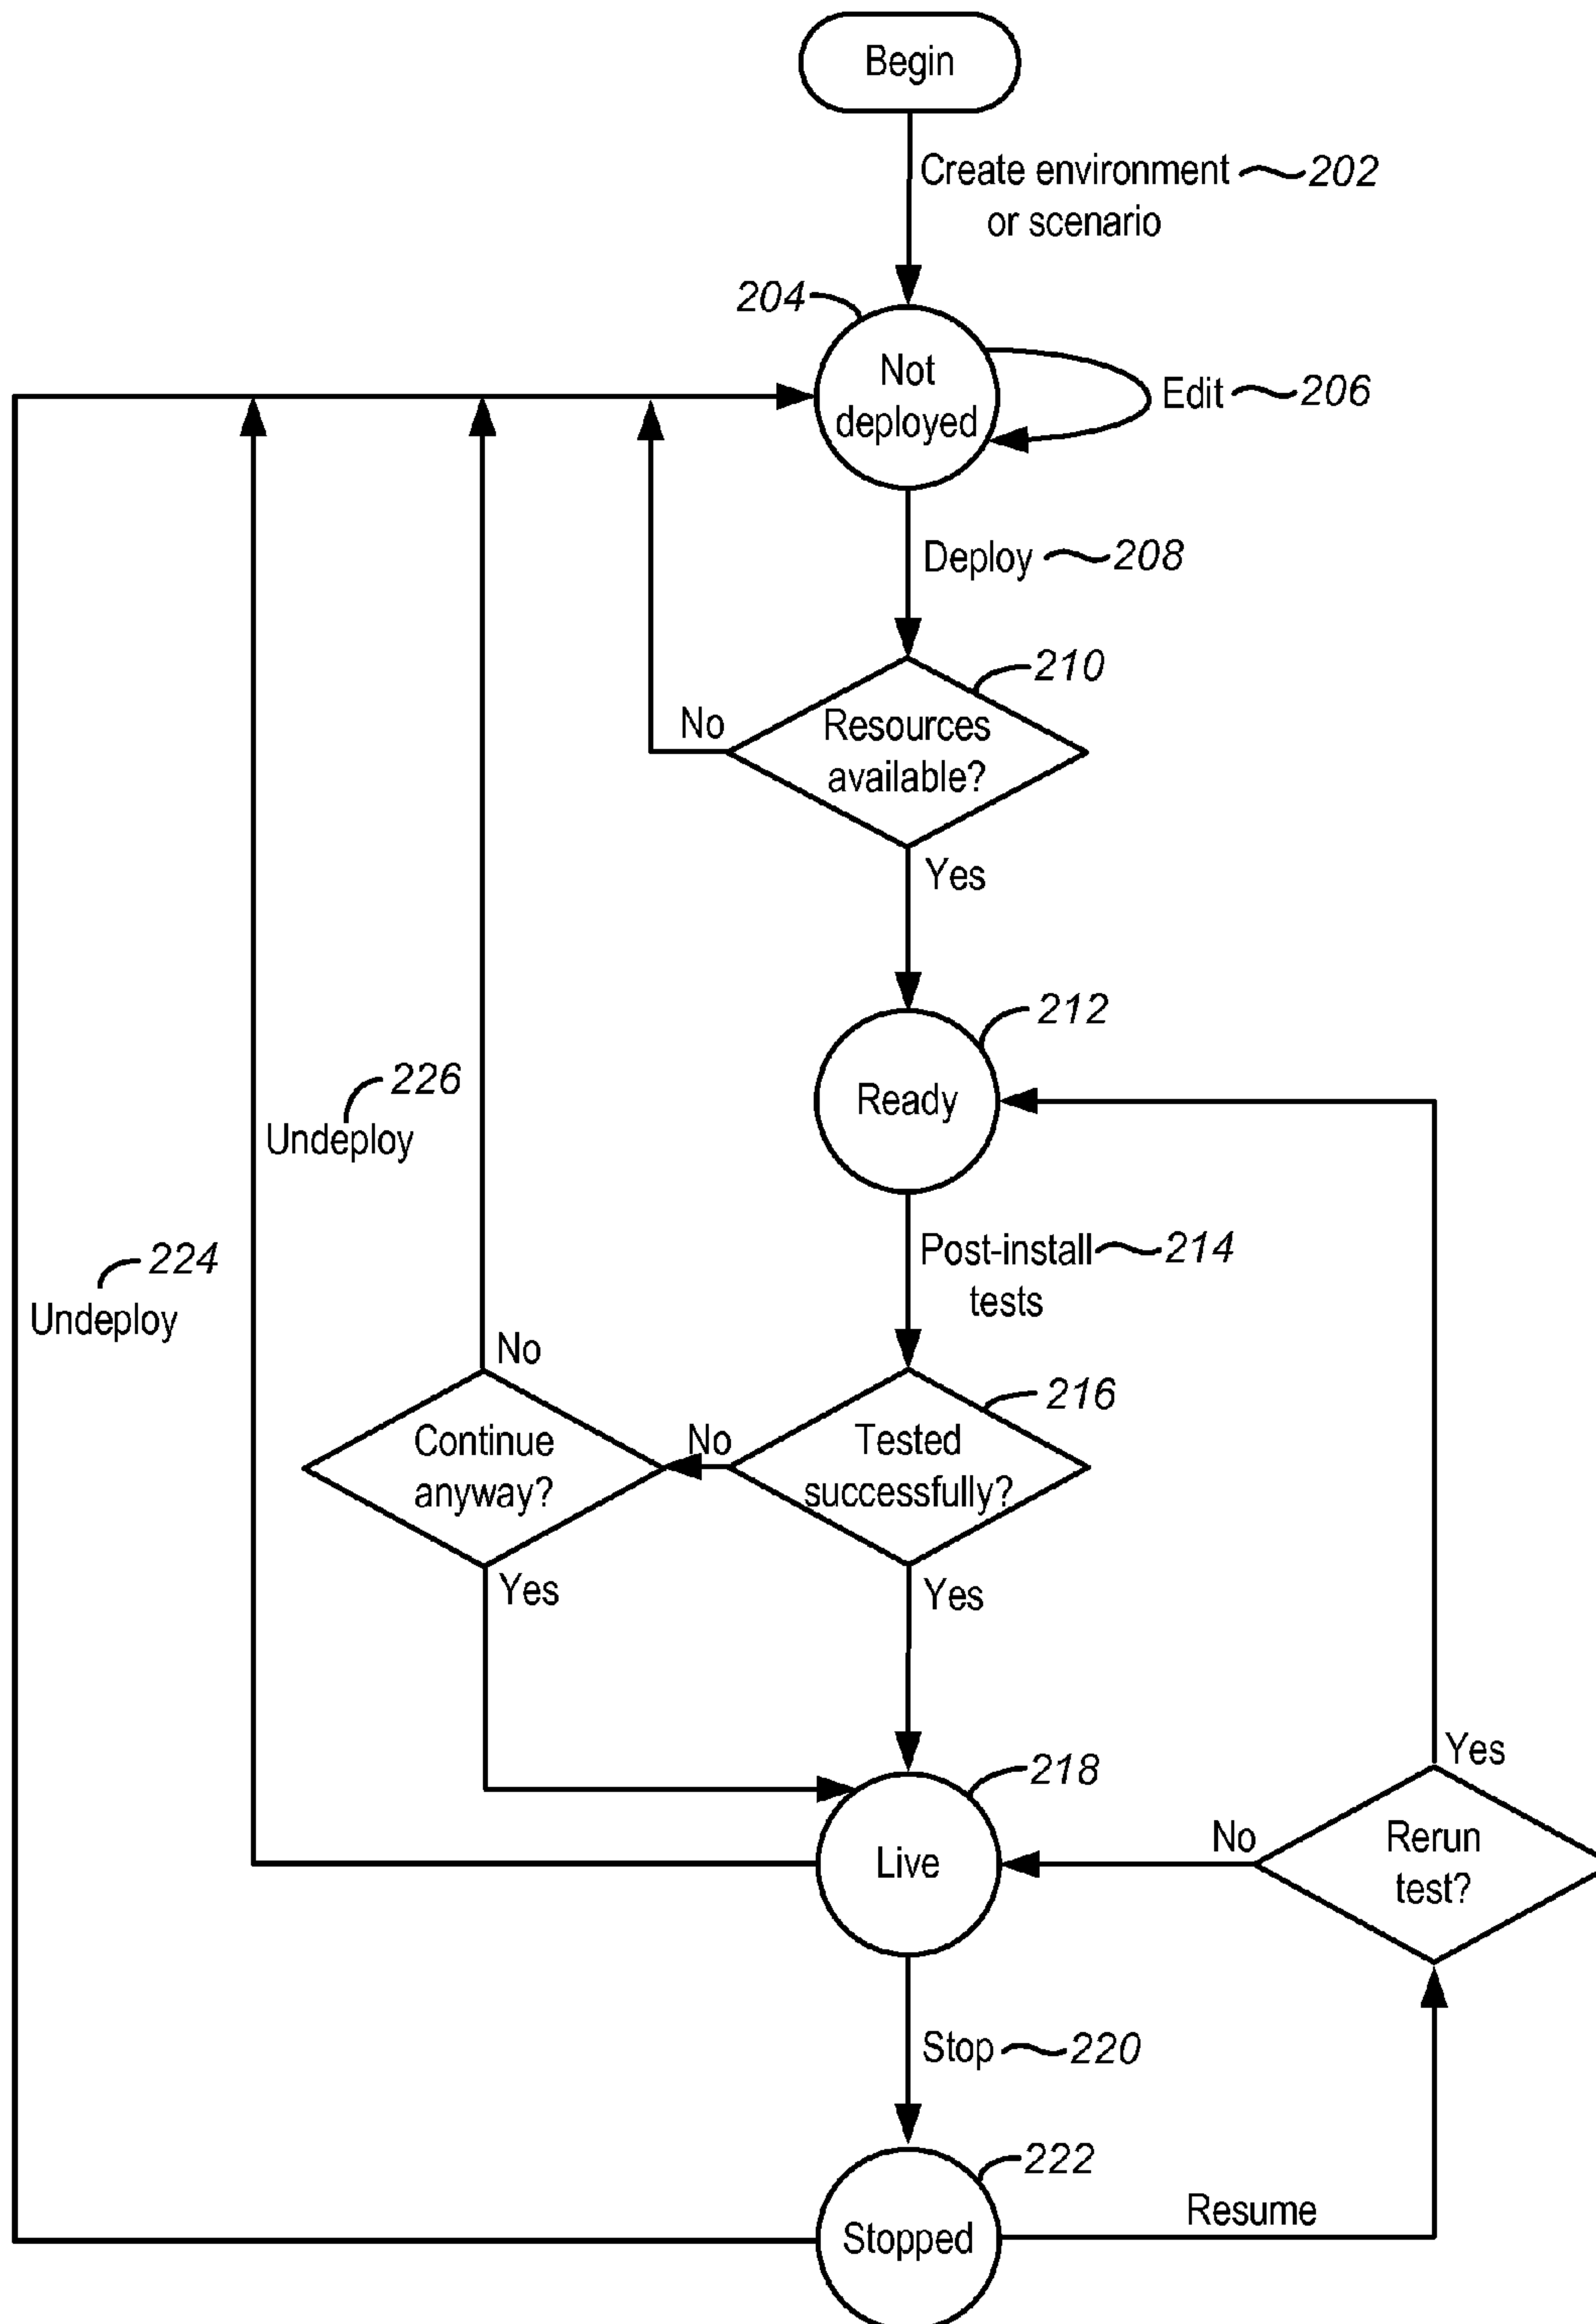 Begin
Create environment 202
or scenario
204
Not
deployed
Edit 206
Deploy 208
210
No
Resources
available?
Yes
212
Ready
226
Undeploy
Post-install 214
tests
224
Undeploy
No
216
Continue
anyway?
No
Tested
successfully?
Yes
Yes
218
Yes
Live
No
Rerun
test?
Stop 220
222
Stopped
Resume